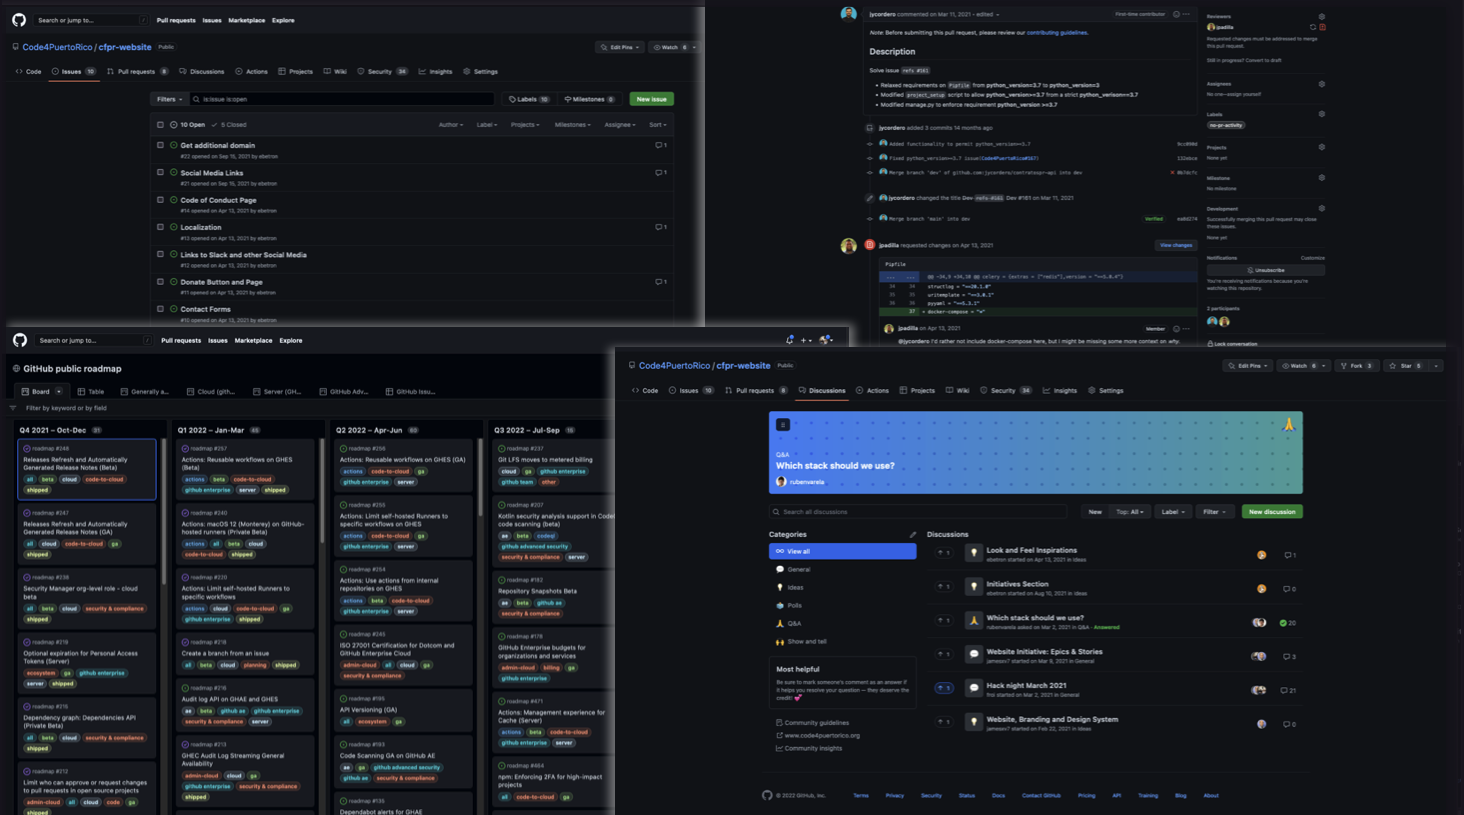 Search or jump to... /
Pull requests Issues Marketplace Explore
Code4PuertoRico / cfpr-website Public
Edit Pins Watch 6
Code Issues 10 Pull requests 8 Discussions Actions Projects Wiki Security 34 Insights Settings
Filters is:issue is:open Labels 10 Milestones 0 New issue
10 Open 5 Closed Author Label Projects Milestones Assignee Sort
Get additional domain 1
#22 opened on Sep 15, 2021 by ebetron
Social Media Links 1
#21 opened on Sep 15, 2021 by ebetron
Code of Conduct Page
#14 opened on Apr 13, 2021 by ebetron
Localization 1
#13 opened on Apr 13, 2021 by ebetron
Links to Slack and other Social Media
#12 opened on Apr 13, 2021 by ebetron
Donate Button and Page 1
#11 opened on Apr 13, 2021 by ebetron
Contact Forms
#10 opened on Apr 13, 2021 by ebetron
jycordero commented on Mar 11, 2021 • edited First-time contributor
Note: Before submitting this pull request, please review our contributing guidelines.
Description
Solve issue refs #161
• Relaxed requirements on Pipfile from python_version=3.7 to python_version=3
• Modified project_setup script to allow python_version>=3.7 from a strict python_verison==3.7
• Modified manage.py to enforce requirement python_version >=3.7
jycordero added 3 commits 14 months ago
Added functionality to permit python_version>=3.7
Fixed python_version>=3.7 issue(Code4PuertoRico#167)
Merge branch 'dev' of github.com:jycordero/contratospr-api into dev
jycordero changed the title Dev refs #161 Dev #161 on Mar 11, 2021
Merge branch 'main' into dev Verified
jpadilla requested changes on Apr 13, 2021 View changes
Pipfile
@@ -34,4 +34,10 @@ celery = {extras = ["redis"],version = "==5.0.4"}
34 34 structlog = "==20.1.0"
35 35 uritemplate = "==3.0.1"
36 36 pyyaml = "==5.3.1"
37 + docker-compose = "*"
jpadilla on Apr 13, 2021 Member
@jycordero I'd rather not include docker-compose here, but I might be missing some more context on why.
Reviewers
jpadilla
Requested changes must be addressed to merge
this pull request.
Still in progress? Convert to draft
Assignees
No one—assign yourself
Labels
no-pr-activity
Projects
None yet
Milestone
No milestone
Development
Successfully merging this pull request may close
these issues.
None yet
Notifications Customize
Unsubscribe
You're receiving notifications because you're
watching this repository.
2 participants
Lock conversation
Search or jump to... /
Pull requests Issues Marketplace Explore
GitHub public roadmap
Board Table Generally a... Cloud (gith... Server (GH... GitHub Adv... GitHub Issu...
Filter by keyword or by field
Q4 2021 – Oct-Dec
roadmap #248
Releases Refresh and Automatically
Generated Release Notes (Beta)
all beta cloud code-to-cloud
shipped
roadmap #247
Releases Refresh and Automatically
Generated Release Notes (GA)
all cloud code-to-cloud ga
shipped
roadmap #238
Security Manager org-level role - cloud
beta
all beta cloud security & compliance
shipped
roadmap #219
Optional expiration for Personal Access
Tokens (Server)
ecosystem ga github enterprise
server shipped
roadmap #215
Dependency graph: Dependencies API
(Private Beta)
all beta cloud security & compliance
shipped
roadmap #212
Limit who can approve or request changes
to pull requests in open source projects
admin-cloud all cloud code ga
shipped
Q1 2022 – Jan-Mar
roadmap #257
Actions: Reusable workflows on GHES
(Beta)
actions beta code-to-cloud
github enterprise server shipped
roadmap #240
Actions: macOS 12 (Monterey) on GitHub-
hosted runners (Private Beta)
actions all beta cloud
code-to-cloud shipped
roadmap #220
Actions: Limit self-hosted Runners to
specific workflows
actions cloud code-to-cloud ga
github enterprise shipped
roadmap #218
Create a branch from an issue
all beta cloud planning shipped
roadmap #216
Audit log API on GHAE and GHES
ae beta github ae github enterprise
security & compliance server
roadmap #213
GHEC Audit Log Streaming General
Availability
admin-cloud cloud ga
github enterprise security & compliance
shipped
Q2 2022 – Apr-Jun
roadmap #258
Actions: Reusable workflows on GHES (GA)
actions code-to-cloud ga
github enterprise server
roadmap #255
Actions: Limit self-hosted Runners to
specific workflows on GHES
actions code-to-cloud ga
github enterprise server
roadmap #254
Actions: Use actions from internal
repositories on GHES
actions beta code-to-cloud
github enterprise server
roadmap #245
ISO 27001 Certification for Dotcom and
GitHub Enterprise Cloud
admin-cloud all cloud ga
security & compliance
roadmap #195
API Versioning (GA)
all ecosystem ga
roadmap #193
Code Scanning GA on GitHub AE
ae ga github advanced security
github ae security & compliance
roadmap #136
Dependabot alerts for GHAE
Q3 2022 – Jul-Sep
roadmap #237
Git LFS moves to metered billing
cloud ga github enterprise
github team other
roadmap #207
Kotlin security analysis support in Code
code scanning (beta)
ae beta codeql
github advanced security
security & compliance server
roadmap #182
Repository Snapshots Beta
ae beta github ae
security & compliance
roadmap #178
GitHub Enterprise budgets for
organizations and services
admin-cloud billing ga
github enterprise
roadmap #471
Actions: Management experience for
Cache (Server)
actions beta code-to-cloud
github enterprise server
roadmap #464
npm: Enforcing 2FA for high-impact
projects
all code-to-cloud ga
Code4PuertoRico / cfpr-website Public
Edit Pins Watch 6 Fork 3 Star 5
Code Issues 10 Pull requests 8 Discussions Actions Projects Wiki Security 34 Insights Settings
Q&A
Which stack should we use?
rubenvarela
Search all discussions New Top: All Label Filter New discussion
Categories
View all
General
Ideas
Polls
Q&A
Show and tell
Most helpful
Be sure to mark someone's comment as an answer if
it helps you resolve your question — they deserve the
credit!
Community guidelines
www.code4puertorico.org
Community insights
Discussions
1 Look and Feel Inspirations 1
ebetron started on Apr 13, 2021 in Ideas
1 Initiatives Section 0
ebetron started on Aug 10, 2021 in Ideas
1 Which stack should we use? 20
rubenvarela asked on Mar 2, 2021 in Q&A · Answered
1 Website Initiative: Epics & Stories 3
jamessv7 started on Mar 9, 2021 in General
1 Hack night March 2021 21
froi started on Mar 2, 2021 in General
1 Website, Branding and Design System 6
jamessv7 started on Feb 22, 2021 in Ideas
© 2022 GitHub, Inc. Terms Privacy Security Status Docs Contact GitHub Pricing API Training Blog About